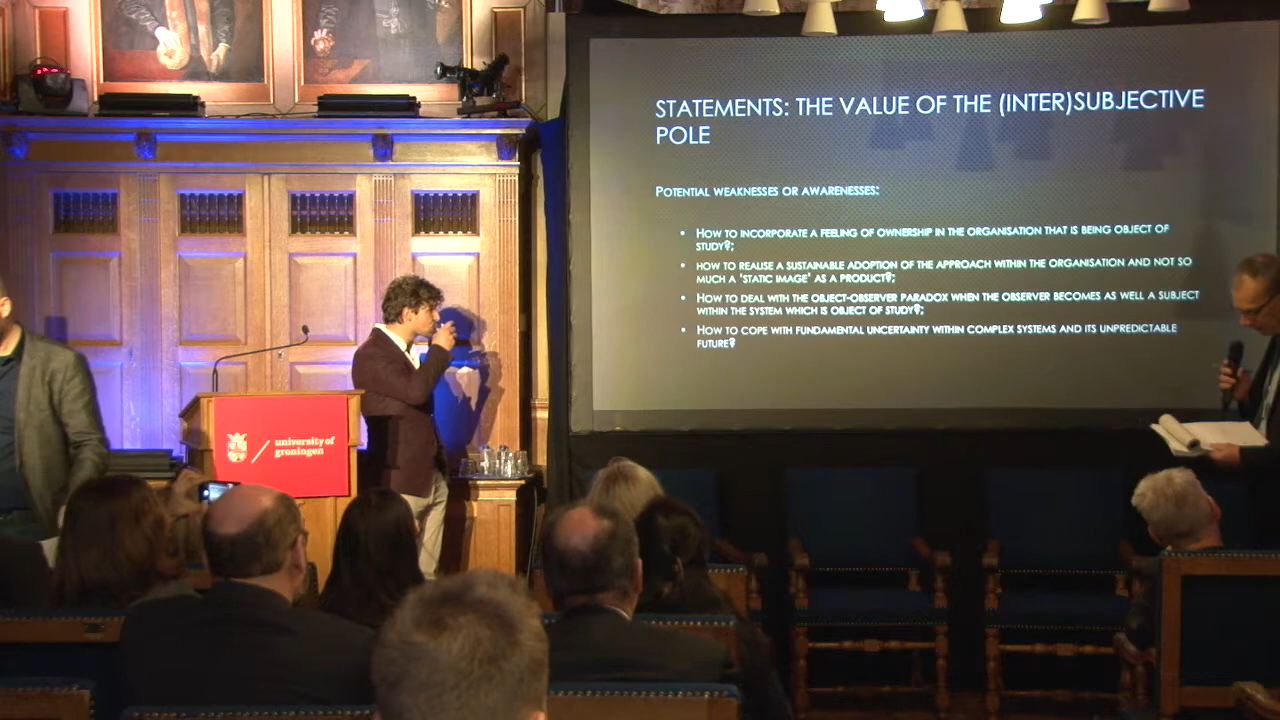 STATEMENTS: THE VALUE OF THE (INTER)SUBJECTIVE
POLE
POTENTIAL WEAKNESSES OR AWARENESSES:
• HOW TO INCORPORATE A FEELING OF OWNERSHIP IN THE ORGANISATION THAT IS BEING OBJECT OF
STUDY?;
• HOW TO REALISE A SUSTAINABLE ADOPTION OF THE APPROACH WITHIN THE ORGANISATION AND NOT SO
MUCH A 'STATIC IMAGE' AS A PRODUCT?;
• HOW TO DEAL WITH THE OBJECT-OBSERVER PARADOX WHEN THE OBSERVER BECOMES AS WELL A SUBJECT
WITHIN THE SYSTEM WHICH IS OBJECT OF STUDY?;
• HOW TO COPE WITH FUNDAMENTAL UNCERTAINTY WITHIN COMPLEX SYSTEMS AND ITS UNPREDICTABLE
FUTURE?
university of
groningen